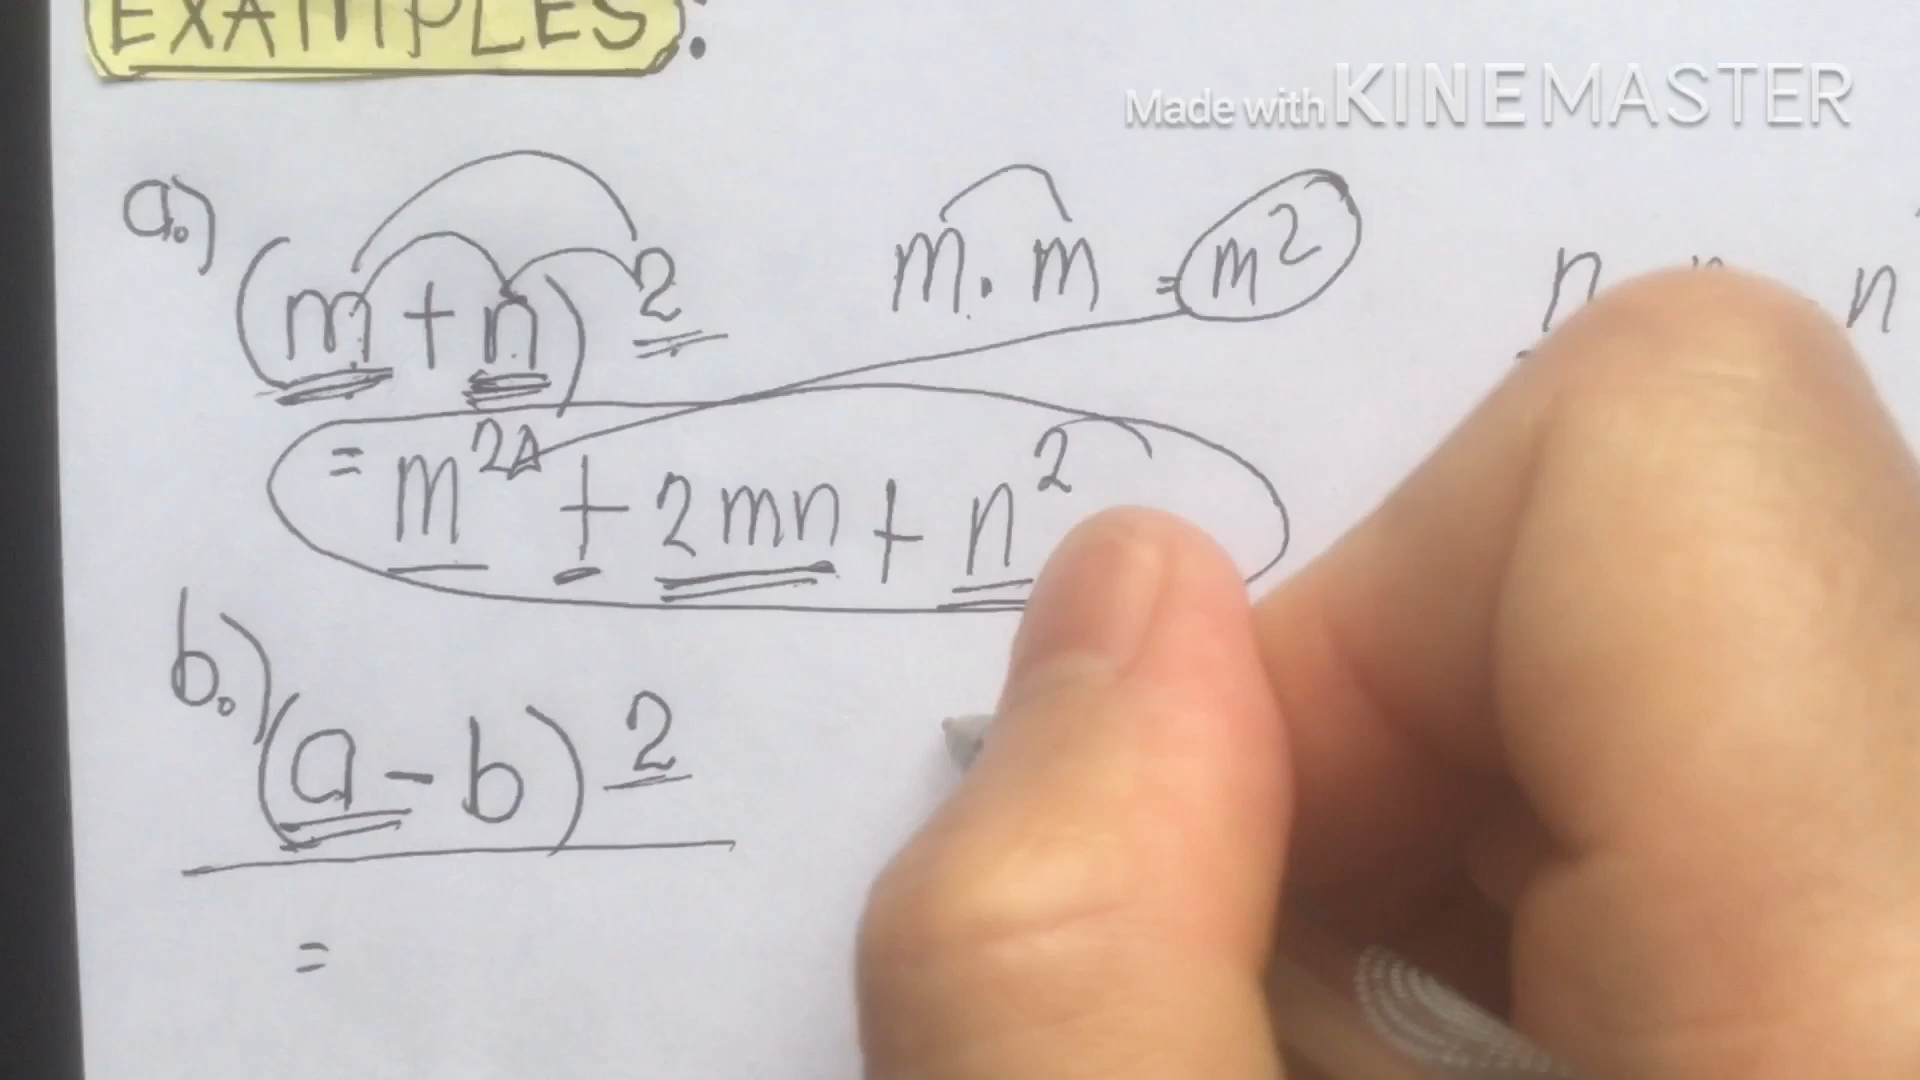 EXAMPLES:
Made with KINEMASTER
a.) (m + n)²
m . m = m²
n n
= m² + 2mn + n²
b.) (a - b)²
=